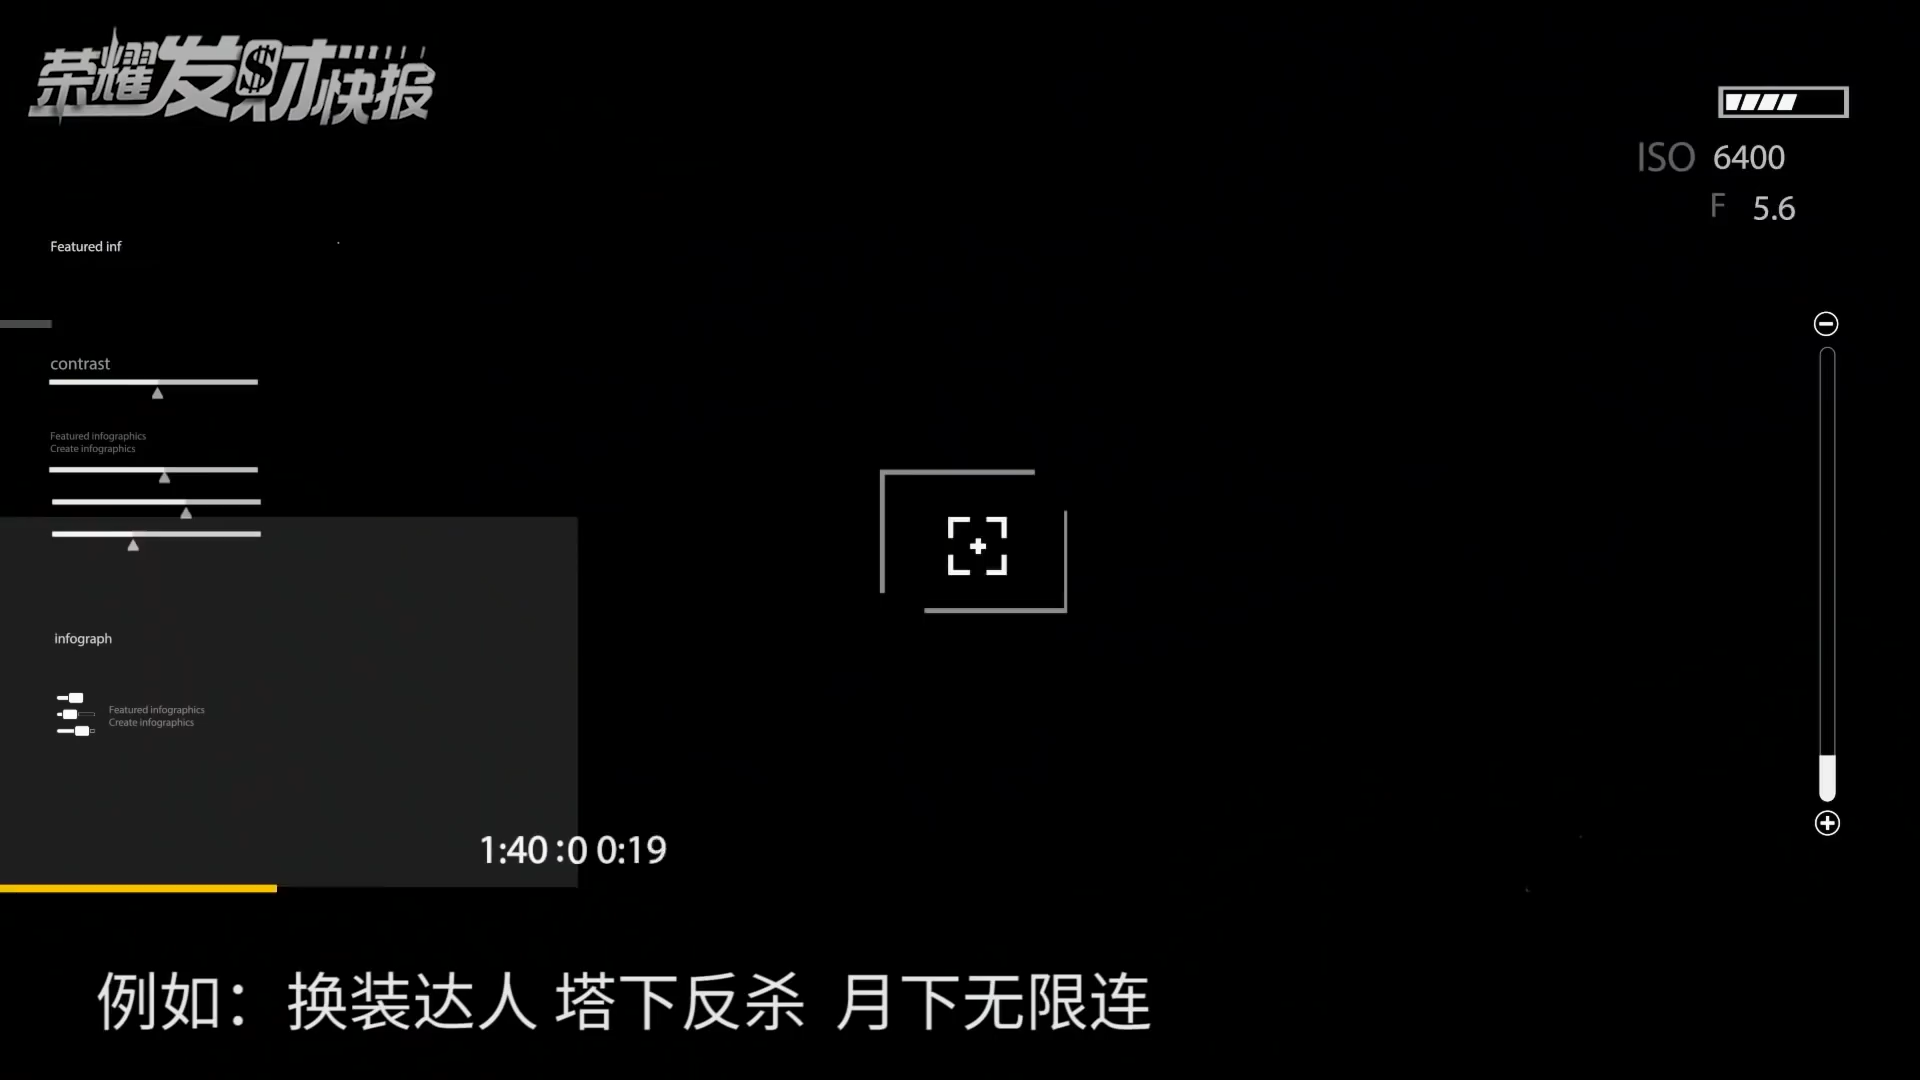 荣耀发财快报
ISO 6400
F 5.6
Featured inf
contrast
Featured infographics
Create infographics
infograph
Featured infographics
Create infographics
1:40 :0 0:19
例如：换装达人 塔下反杀 月下无限连